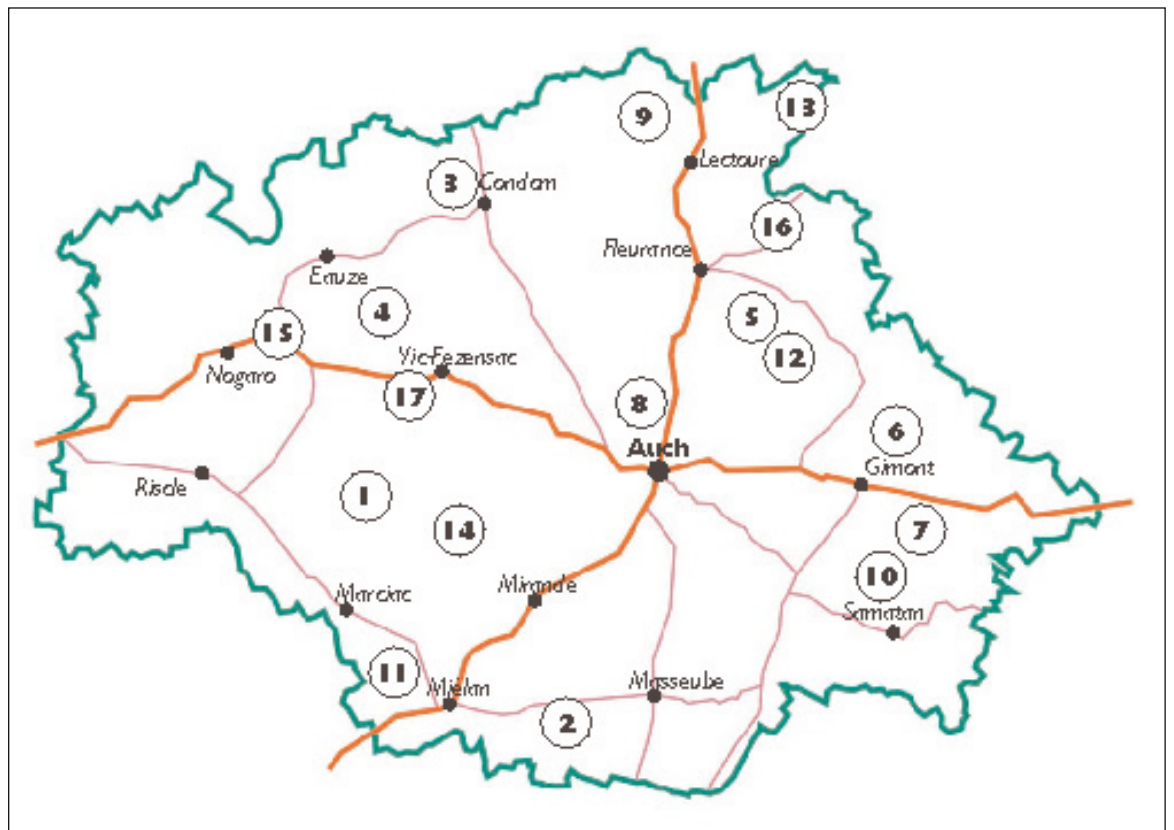 9
13
Lectoure
3
Condom
16
Fleurance
Eauze
4
5
15
12
Vic-Fezensac
Nogaro
17
8
6
Auch
Gimont
Riscle
1
14
7
10
Mirande
Marciac
Samatan
11
Miélan
Masseube
2